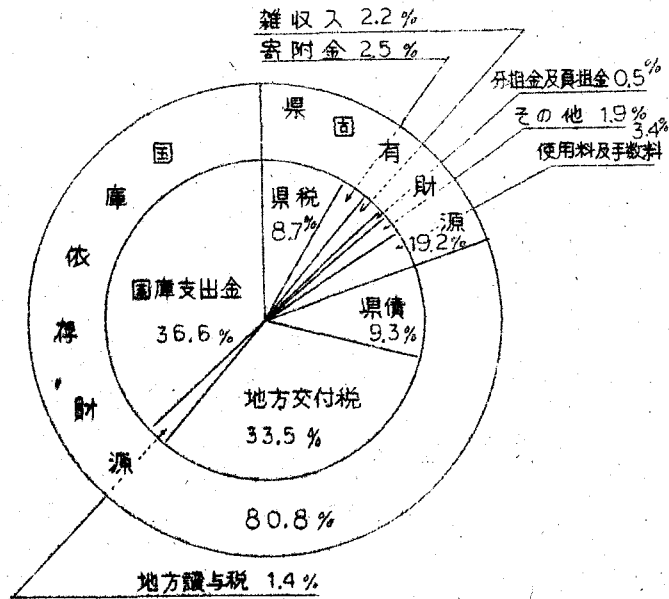 雑収入 2.2%
寄附金 2.5%
分担金及負担金 0.5%
その他 1.9%
3.4%
使用料及手数料
県固有財源
19.2%
県税
8.7%
県債
9.3%
地方交付税
33.5%
国庫支出金
36.6%
国庫依存財源
80.8%
地方譲与税 1.4%